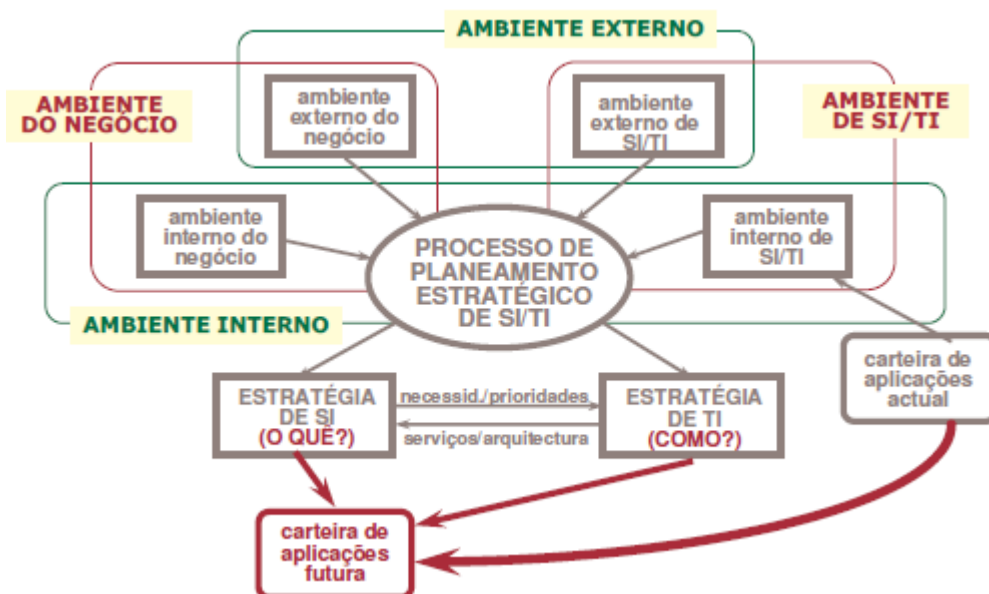 AMBIENTE EXTERNO
AMBIENTE
DO NEGÓCIO
ambiente
externo do
negócio
ambiente
externo de
SI/TI
AMBIENTE
DE SI/TI
ambiente
interno do
negócio
PROCESSO DE
PLANEAMENTO
ESTRATÉGICO
DE SI/TI
ambiente
interno de
SI/TI
AMBIENTE INTERNO
ESTRATÉGIA
DE SI
(O QUÊ?)
necessid./prioridades
serviços/arquitectura
ESTRATÉGIA
DE TI
(COMO?)
carteira de
aplicações
actual
carteira de
aplicações
futura